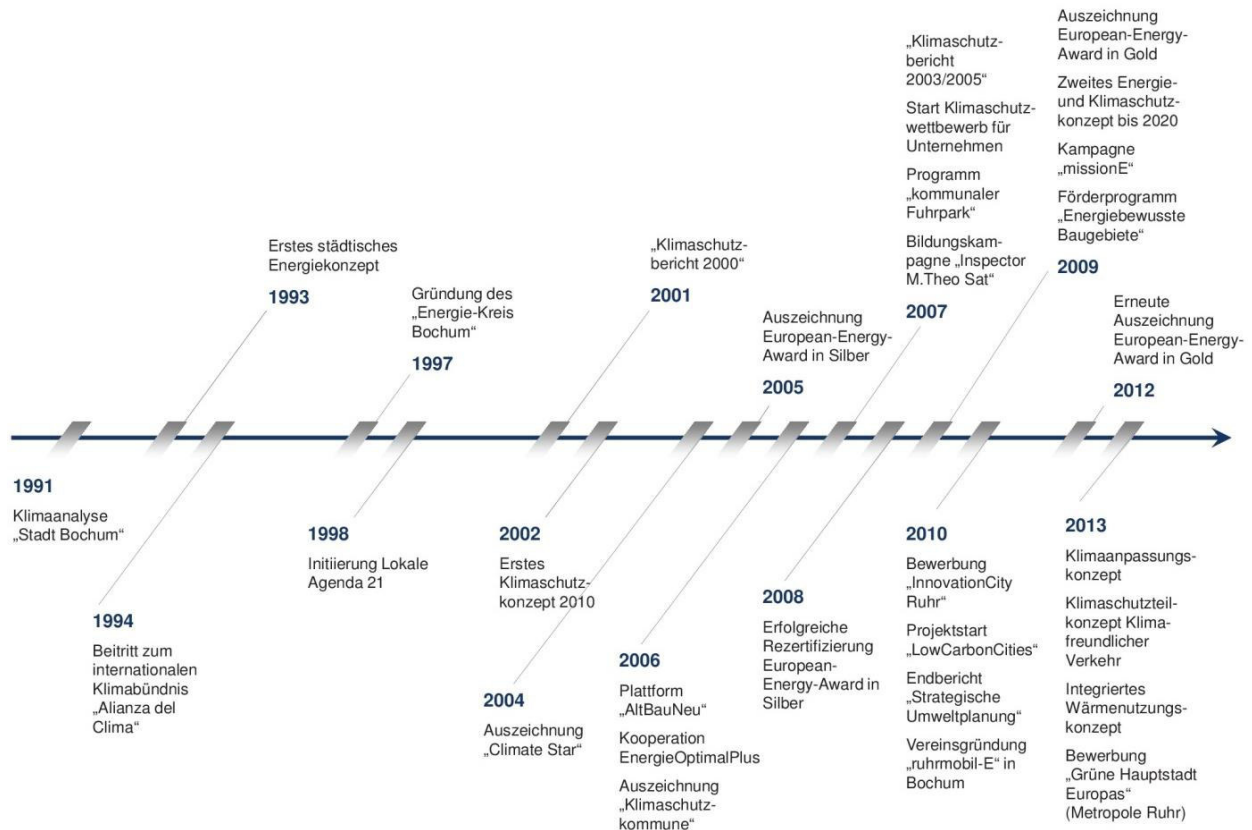 1991
Klimaanalyse
„Stadt Bochum“
Erstes städtisches
Energiekonzept
1993
1994
Beitritt zum
internationalen
Klimabündnis
„Alianza del
Clima“
Gründung des
„Energie-Kreis
Bochum“
1997
1998
Initiierung Lokale
Agenda 21
„Klimaschutz-
bericht 2000“
2001
2002
Erstes
Klimaschutz-
konzept 2010
2004
Auszeichnung
„Climate Star“
Auszeichnung
European-Energy-
Award in Silber
2005
2006
Plattform
„AltBauNeu“
Kooperation
EnergieOptimalPlus
Auszeichnung
„Klimaschutz-
kommune“
„Klimaschutz-
bericht
2003/2005“
Start Klimaschutz-
wettbewerb für
Unternehmen
Programm
„kommunaler
Fuhrpark“
Bildungskam-
pagne „Inspector
M.Theo Sat“
2007
2008
Erfolgreiche
Rezertifizierung
European-
Energy-Award in
Silber
Auszeichnung
European-Energy-
Award in Gold
Zweites Energie-
und Klimaschutz-
konzept bis 2020
Kampagne
„missionE“
Förderprogramm
„Energiebewusste
Baugebiete“
2009
2010
Bewerbung
„InnovationCity
Ruhr“
Projektstart
„LowCarbonCities“
Endbericht
„Strategische
Umweltplanung“
Vereinsgründung
„ruhrmobil-E“ in
Bochum
Erneute
Auszeichnung
European-Energy-
Award in Gold
2012
2013
Klimaanpassungs-
konzept
Klimaschutzteil-
konzept Klima-
freundlicher
Verkehr
Integriertes
Wärmenutzungs-
konzept
Bewerbung
„Grüne Hauptstadt
Europas“
(Metropole Ruhr)